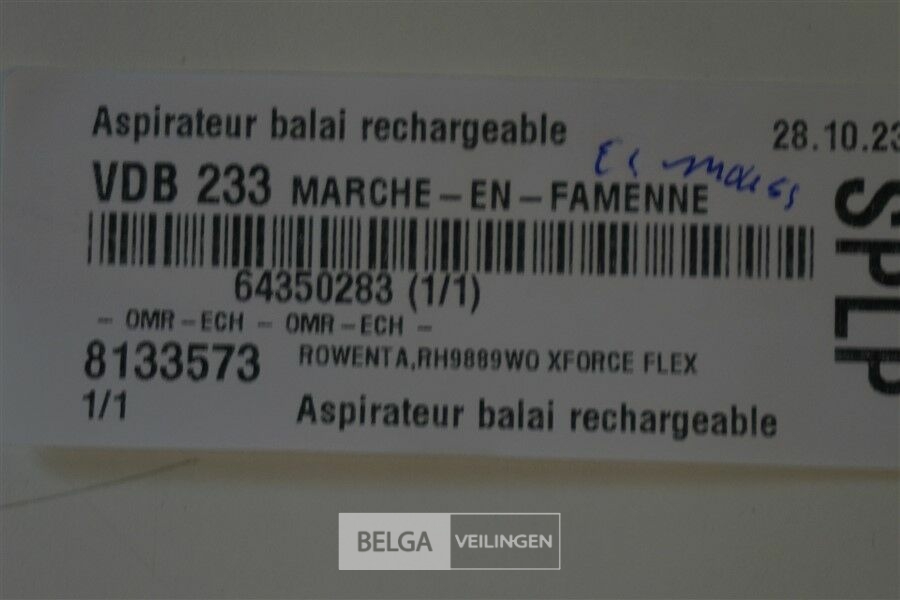 Aspirateur balai rechargeable 28.10.23
VDB 233 MARCHE-EN-FAMENNE
SPLP
64350283 (1/1)
- OMR-ECH - OMR-ECH -
8133573 ROWENTA,RH9889WO XFORCE FLEX
1/1 Aspirateur balai rechargeable
BELGA VEILINGEN